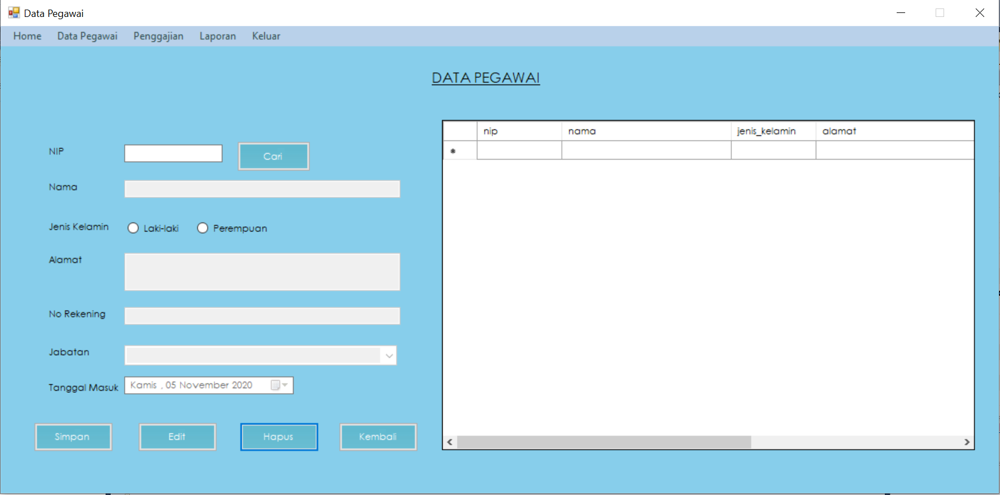 Data Pegawai
Home Data Pegawai Penggajian Laporan Keluar
DATA PEGAWAI
NIP
Cari
Nama
Jenis Kelamin Laki-laki Perempuan
Alamat
No Rekening
Jabatan
Tanggal Masuk Kamis , 05 November 2020
Simpan Edit Hapus Kembali
nip nama jenis_kelamin alamat